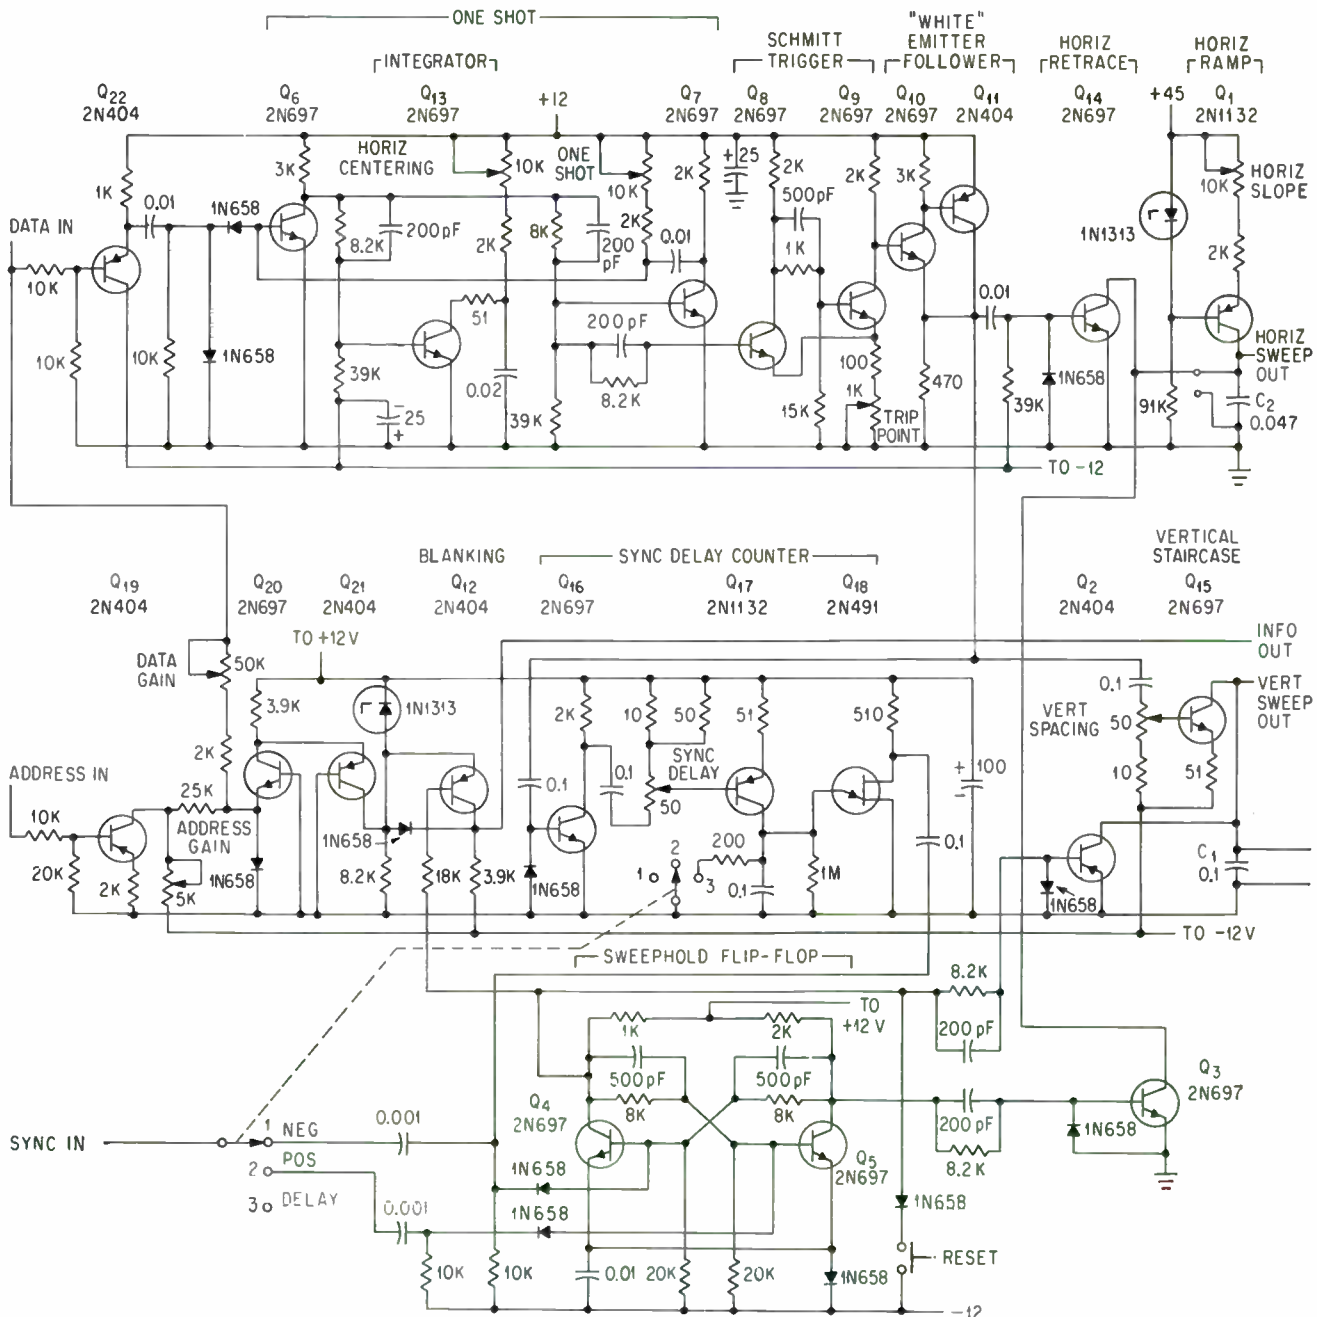 ONE SHOT
"WHITE"
EMITTER
FOLLOWER
SCHMITT
TRIGGER
HORIZ
RETRACE
HORIZ
RAMP
INTEGRATOR
Q22
2N404
Q6
2N697
Q13
2N697
+12
Q7
2N697
Q8
2N697
Q9
2N697
Q10
2N697
Q11
2N404
Q14
2N697
+45
Q1
2N1132
1K
0.01
1N658
3K
HORIZ
CENTERING
10K
ONE
SHOT
10K
2K
+
25
2K
500pF
2K
3K
10K
HORIZ
SLOPE
DATA IN
8.2K
200pF
2K
8K
200
pF
2K
0.01
1K
1N1313
2K
10K
10K
10K
1N658
51
200 pF
0.01
HORIZ
SWEEP
OUT
39K
25
+
0.02
39K
8.2K
15K
100
1K
TRIP
POINT
470
39K
1N658
91K
C2
0.047
TO -12
BLANKING
SYNC DELAY COUNTER
VERTICAL
STAIRCASE
Q19
2N404
Q20
2N697
Q21
2N404
Q12
2N404
Q16
2N697
Q17
2N1132
Q18
2N491
Q2
2N404
Q15
2N697
TO +12V
INFO
OUT
DATA
GAIN
50K
3.9K
1N1313
2K
10
50
51
510
0.1
VERT
SPACING
50
VERT
SWEEP
OUT
2K
SYNC
DELAY
50
+
100
10
51
ADDRESS IN
25K
ADDRESS
GAIN
0.1
0.1
10K
1N658
0.1
20K
2K
5K
1N658
8.2K
18K
3.9K
1N658
1
2
3
200
0.1
1M
1N658
C1
0.1
TO -12V
SWEEPHOLD FLIP-FLOP
8.2K
TO
+12V
1K
2K
200 pF
500pF
500pF
Q3
2N697
Q4
2N697
8K
8K
200 pF
SYNC IN
1 NEG
0.001
1N658
2 POS
1N658
Q5
2N697
8.2K
1N658
3 DELAY
0.001
1N658
1N658
RESET
10K
10K
0.01
20K
20K
1N658
-12